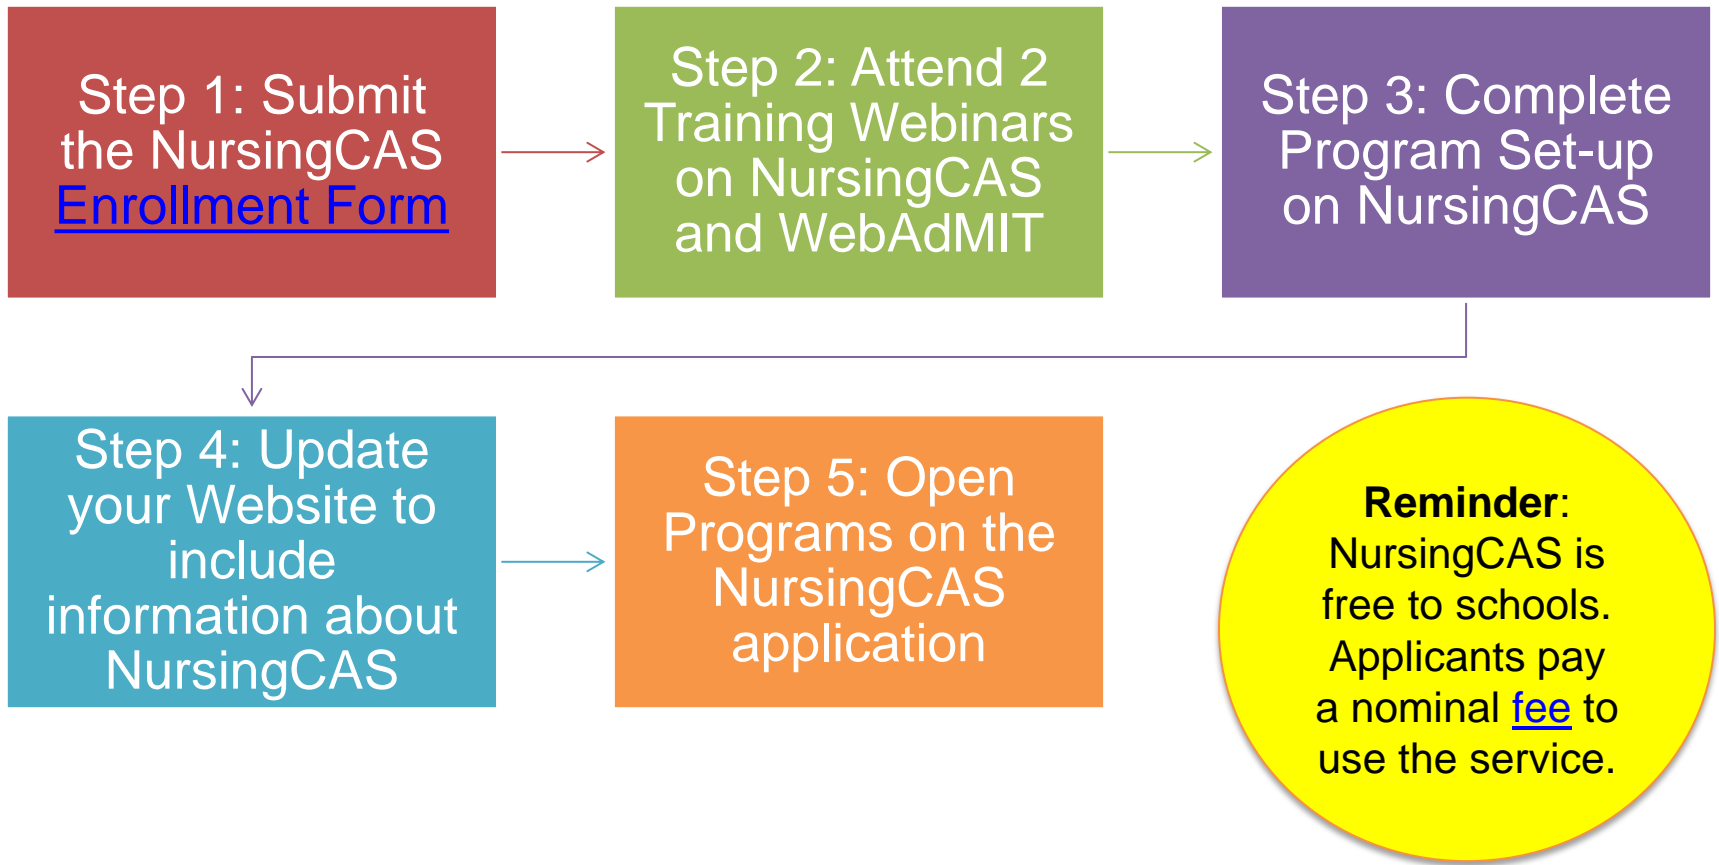 Step 1: Submit
the NursingCAS
Enrollment Form
Step 2: Attend 2
Training Webinars
on NursingCAS
and WebAdMIT
Step 3: Complete
Program Set-up
on NursingCAS
Step 4: Update
your Website to
include
information about
NursingCAS
Step 5: Open
Programs on the
NursingCAS
application
Reminder:
NursingCAS is
free to schools.
Applicants pay
a nominal fee to
use the service.